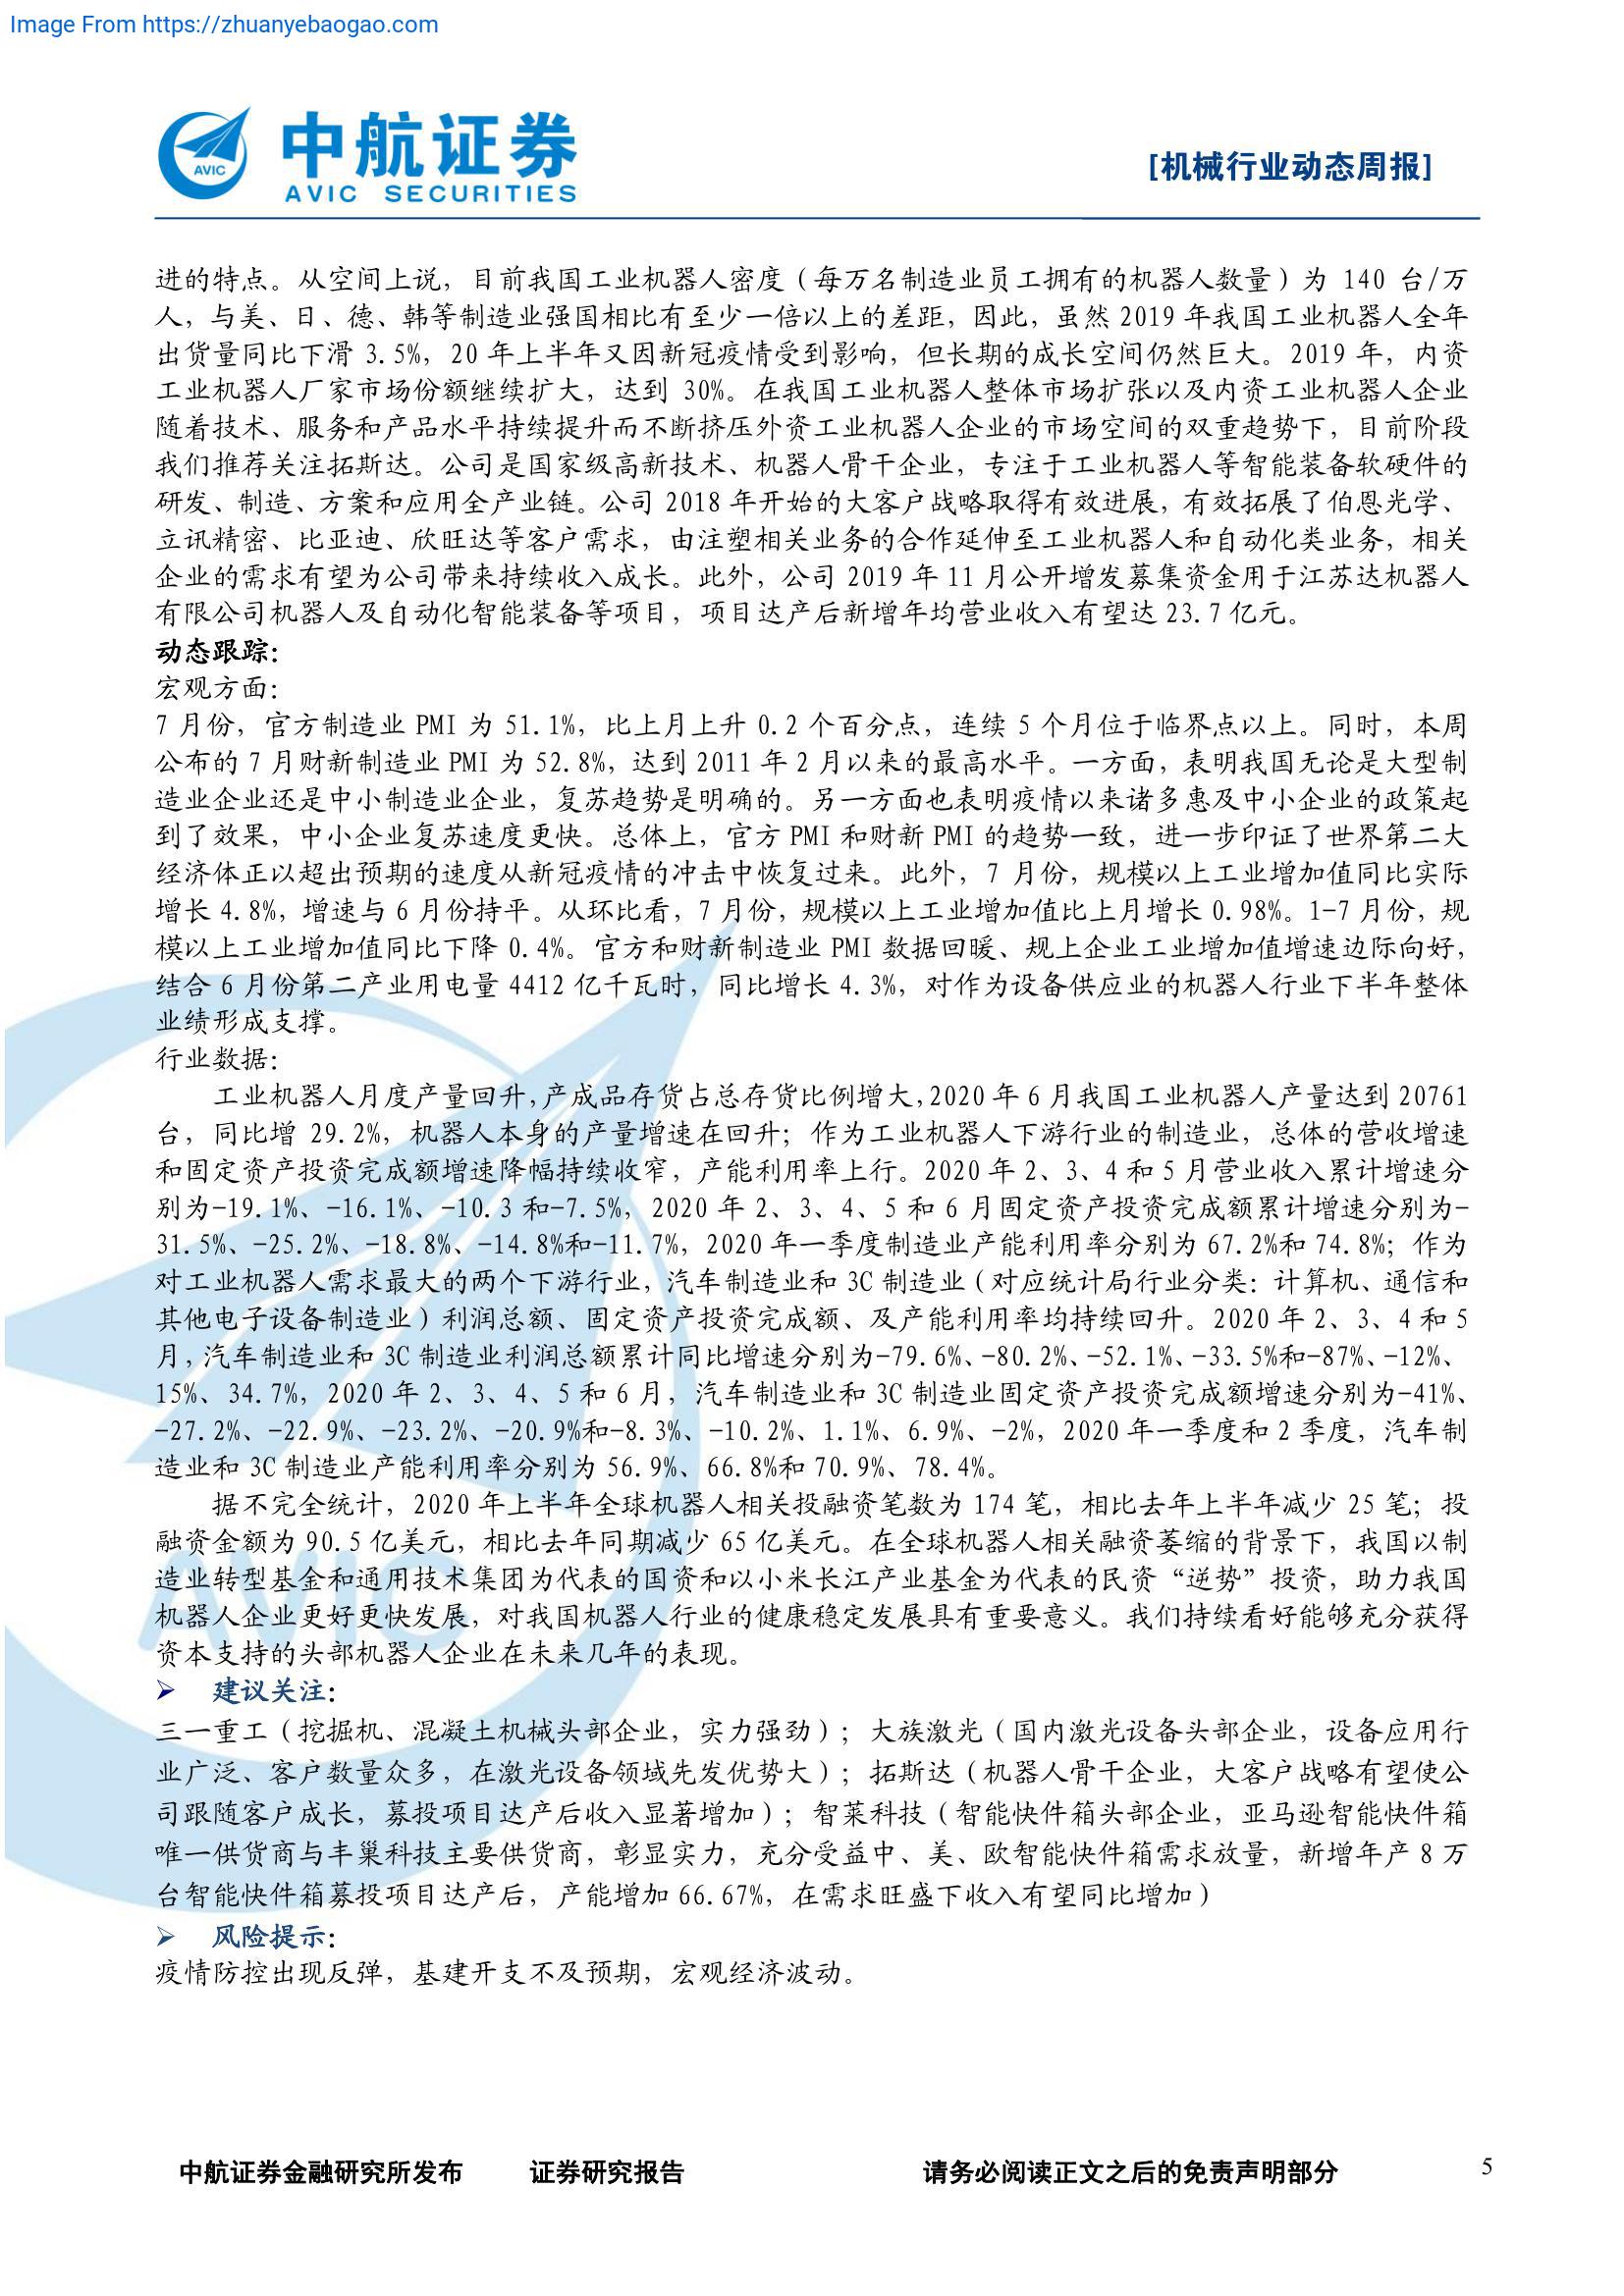 Image From https://zhuanyebaogao.com
AVIC
中航证券
AVIC SECURITIES
[机械行业动态周报]
进的特点。从空间上说，目前我国工业机器人密度（每万名制造业员工拥有的机器人数量）为 140 台/万
人，与美、日、德、韩等制造业强国相比有至少一倍以上的差距，因此，虽然 2019 年我国工业机器人全年
出货量同比下滑 3.5%，20 年上半年又因新冠疫情受到影响，但长期的成长空间仍然巨大。2019 年，内资
工业机器人厂家市场份额继续扩大，达到 30%。在我国工业机器人整体市场扩张以及内资工业机器人企业
随着技术、服务和产品水平持续提升而不断挤压外资工业机器人企业的市场空间的双重趋势下，目前阶段
我们推荐关注拓斯达。公司是国家级高新技术、机器人骨干企业，专注于工业机器人等智能装备软硬件的
研发、制造、方案和应用全产业链。公司 2018 年开始的大客户战略取得有效进展，有效拓展了伯恩光学、
立讯精密、比亚迪、欣旺达等客户需求，由注塑相关业务的合作延伸至工业机器人和自动化类业务，相关
企业的需求有望为公司带来持续收入成长。此外，公司 2019 年 11 月公开增发募集资金用于江苏达机器人
有限公司机器人及自动化智能装备等项目，项目达产后新增年均营业收入有望达 23.7 亿元。
动态跟踪：
宏观方面：
7 月份，官方制造业 PMI 为 51.1%，比上月上升 0.2 个百分点，连续 5 个月位于临界点以上。同时，本周
公布的 7 月财新制造业 PMI 为 52.8%，达到 2011 年 2 月以来的最高水平。一方面，表明我国无论是大型制
造业企业还是中小制造业企业，复苏趋势是明确的。另一方面也表明疫情以来诸多惠及中小企业的政策起
到了效果，中小企业复苏速度更快。总体上，官方 PMI 和财新 PMI 的趋势一致，进一步印证了世界第二大
经济体正以超出预期的速度从新冠疫情的冲击中恢复过来。此外，7 月份，规模以上工业增加值同比实际
增长 4.8%，增速与 6 月份持平。从环比看，7 月份，规模以上工业增加值比上月增长 0.98%。1-7 月份，规
模以上工业增加值同比下降 0.4%。官方和财新制造业 PMI 数据回暖、规上企业工业增加值增速边际向好，
结合 6 月份第二产业用电量 4412 亿千瓦时，同比增长 4.3%，对作为设备供应业的机器人行业下半年整体
业绩形成支撑。
行业数据：
工业机器人月度产量回升，产成品存货占总存货比例增大，2020 年 6 月我国工业机器人产量达到 20761
台，同比增 29.2%，机器人本身的产量增速在回升；作为工业机器人下游行业的制造业，总体的营收增速
和固定资产投资完成额增速降幅持续收窄，产能利用率上行。2020 年 2、3、4 和 5 月营业收入累计增速分
别为-19.1%、-16.1%、-10.3 和-7.5%，2020 年 2、3、4、5 和 6 月固定资产投资完成额累计增速分别为-
31.5%、-25.2%、-18.8%、-14.8%和-11.7%，2020 年一季度制造业产能利用率分别为 67.2%和 74.8%；作为
对工业机器人需求最大的两个下游行业，汽车制造业和 3C 制造业（对应统计局行业分类：计算机、通信和
其他电子设备制造业）利润总额、固定资产投资完成额、及产能利用率均持续回升。2020 年 2、3、4 和 5
月，汽车制造业和 3C 制造业利润总额累计同比增速分别为-79.6%、-80.2%、-52.1%、-33.5%和-87%、-12%、
15%、34.7%，2020 年 2、3、4、5 和 6 月，汽车制造业和 3C 制造业固定资产投资完成额增速分别为-41%、
-27.2%、-22.9%、-23.2%、-20.9%和-8.3%、-10.2%、1.1%、6.9%、-2%，2020 年一季度和 2 季度，汽车制
造业和 3C 制造业产能利用率分别为 56.9%、66.8%和 70.9%、78.4%。
据不完全统计，2020 年上半年全球机器人相关投融资笔数为 174 笔，相比去年上半年减少 25 笔；投
融资金额为 90.5 亿美元，相比去年同期减少 65 亿美元。在全球机器人相关融资萎缩的背景下，我国以制
造业转型基金和通用技术集团为代表的国资和以小米长江产业基金为代表的民资“逆势”投资，助力我国
机器人企业更好更快发展，对我国机器人行业的健康稳定发展具有重要意义。我们持续看好能够充分获得
资本支持的头部机器人企业在未来几年的表现。
➢ 建议关注：
三一重工（挖掘机、混凝土机械头部企业，实力强劲）；大族激光（国内激光设备头部企业，设备应用行
业广泛、客户数量众多，在激光设备领域先发优势大）；拓斯达（机器人骨干企业，大客户战略有望使公
司跟随客户成长，募投项目达产后收入显著增加）；智莱科技（智能快件箱头部企业，亚马逊智能快件箱
唯一供货商与丰巢科技主要供货商，彰显实力，充分受益中、美、欧智能快件箱需求放量，新增年产 8 万
台智能快件箱募投项目达产后，产能增加 66.67%，在需求旺盛下收入有望同比增加）
➢ 风险提示：
疫情防控出现反弹，基建开支不及预期，宏观经济波动。
中航证券金融研究所发布 证券研究报告 请务必阅读正文之后的免责声明部分 5